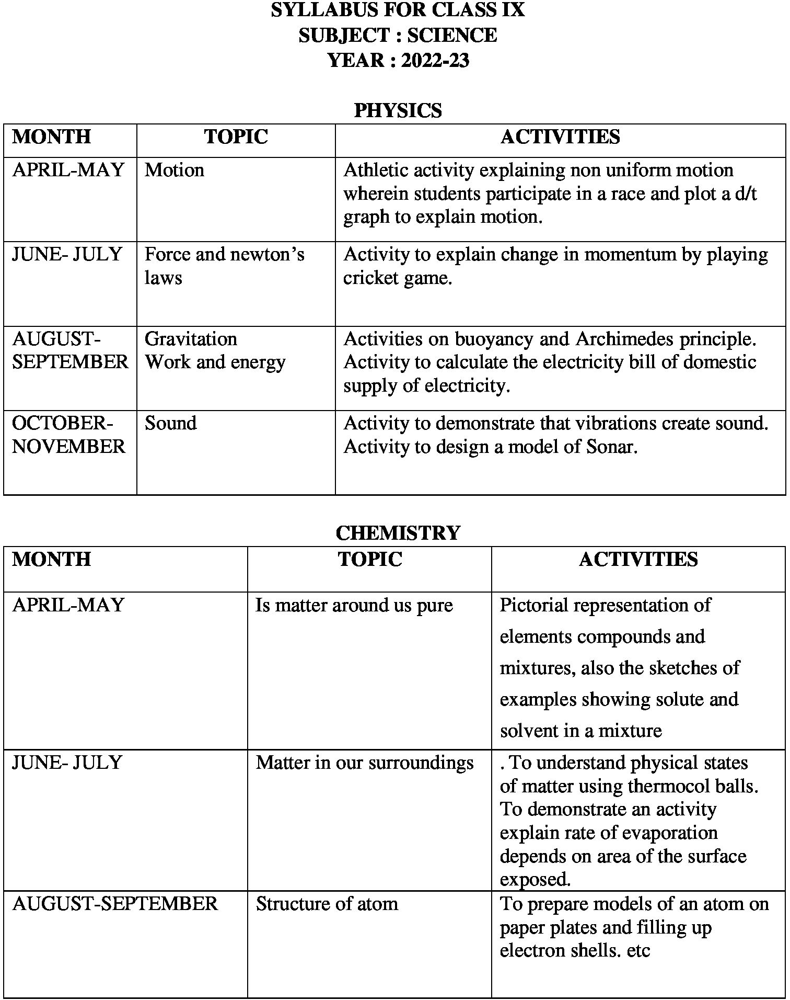 SYLLABUS FOR CLASS IX
SUBJECT : SCIENCE
YEAR : 2022-23
PHYSICS
MONTH TOPIC ACTIVITIES
APRIL-MAY Motion Athletic activity explaining non uniform motion
wherein students participate in a race and plot a d/t
graph to explain motion.
JUNE- JULY Force and newton’s Activity to explain change in momentum by playing
laws cricket game.
AUGUST- Gravitation Activities on buoyancy and Archimedes principle.
SEPTEMBER Work and energy Activity to calculate the electricity bill of domestic
supply of electricity.
OCTOBER- Sound Activity to demonstrate that vibrations create sound.
NOVEMBER Activity to design a model of Sonar.
CHEMISTRY
MONTH TOPIC ACTIVITIES
APRIL-MAY Is matter around us pure Pictorial representation of
elements compounds and
mixtures, also the sketches of
examples showing solute and
solvent in a mixture
JUNE- JULY Matter in our surroundings . To understand physical states
of matter using thermocol balls.
To demonstrate an activity
explain rate of evaporation
depends on area of the surface
exposed.
AUGUST-SEPTEMBER Structure of atom To prepare models of an atom on
paper plates and filling up
electron shells. etc